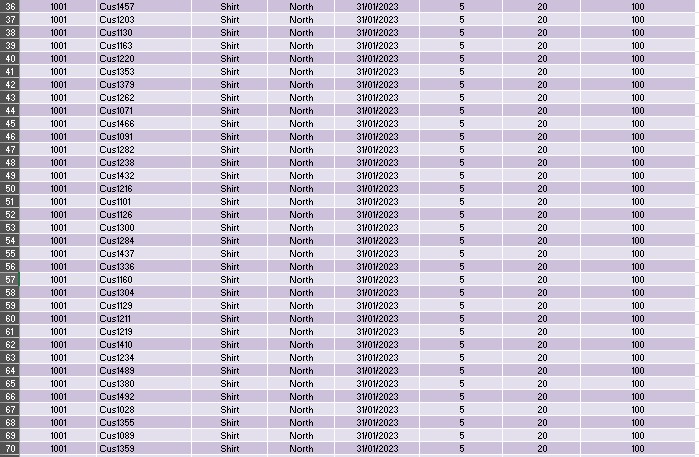 36 1001 Cus1457 Shirt North 31/01/2023 5 20 100
37 1001 Cus1203 Shirt North 31/01/2023 5 20 100
38 1001 Cus1130 Shirt North 31/01/2023 5 20 100
39 1001 Cus1163 Shirt North 31/01/2023 5 20 100
40 1001 Cus1220 Shirt North 31/01/2023 5 20 100
41 1001 Cus1353 Shirt North 31/01/2023 5 20 100
42 1001 Cus1379 Shirt North 31/01/2023 5 20 100
43 1001 Cus1262 Shirt North 31/01/2023 5 20 100
44 1001 Cus1071 Shirt North 31/01/2023 5 20 100
45 1001 Cus1466 Shirt North 31/01/2023 5 20 100
46 1001 Cus1091 Shirt North 31/01/2023 5 20 100
47 1001 Cus1282 Shirt North 31/01/2023 5 20 100
48 1001 Cus1238 Shirt North 31/01/2023 5 20 100
49 1001 Cus1432 Shirt North 31/01/2023 5 20 100
50 1001 Cus1216 Shirt North 31/01/2023 5 20 100
51 1001 Cus1101 Shirt North 31/01/2023 5 20 100
52 1001 Cus1126 Shirt North 31/01/2023 5 20 100
53 1001 Cus1300 Shirt North 31/01/2023 5 20 100
54 1001 Cus1284 Shirt North 31/01/2023 5 20 100
55 1001 Cus1437 Shirt North 31/01/2023 5 20 100
56 1001 Cus1336 Shirt North 31/01/2023 5 20 100
57 1001 Cus1160 Shirt North 31/01/2023 5 20 100
58 1001 Cus1304 Shirt North 31/01/2023 5 20 100
59 1001 Cus1129 Shirt North 31/01/2023 5 20 100
60 1001 Cus1211 Shirt North 31/01/2023 5 20 100
61 1001 Cus1219 Shirt North 31/01/2023 5 20 100
62 1001 Cus1410 Shirt North 31/01/2023 5 20 100
63 1001 Cus1234 Shirt North 31/01/2023 5 20 100
64 1001 Cus1489 Shirt North 31/01/2023 5 20 100
65 1001 Cus1380 Shirt North 31/01/2023 5 20 100
66 1001 Cus1492 Shirt North 31/01/2023 5 20 100
67 1001 Cus1028 Shirt North 31/01/2023 5 20 100
68 1001 Cus1355 Shirt North 31/01/2023 5 20 100
69 1001 Cus1089 Shirt North 31/01/2023 5 20 100
70 1001 Cus1359 Shirt North 31/01/2023 5 20 100